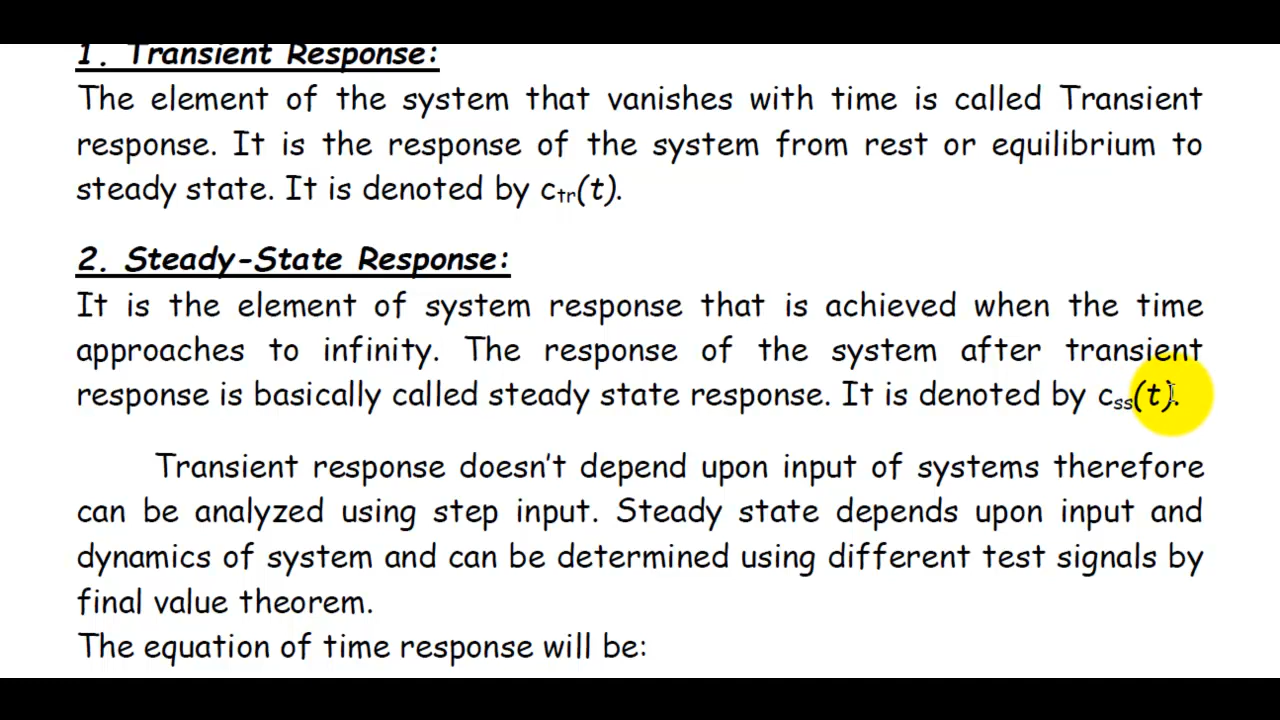 1. Transient Response:
The element of the system that vanishes with time is called Transient
response. It is the response of the system from rest or equilibrium to
steady state. It is denoted by ctr(t).
2. Steady-State Response:
It is the element of system response that is achieved when the time
approaches to infinity. The response of the system after transient
response is basically called steady state response. It is denoted by css(t).
Transient response doesn't depend upon input of systems therefore
can be analyzed using step input. Steady state depends upon input and
dynamics of system and can be determined using different test signals by
final value theorem.
The equation of time response will be: